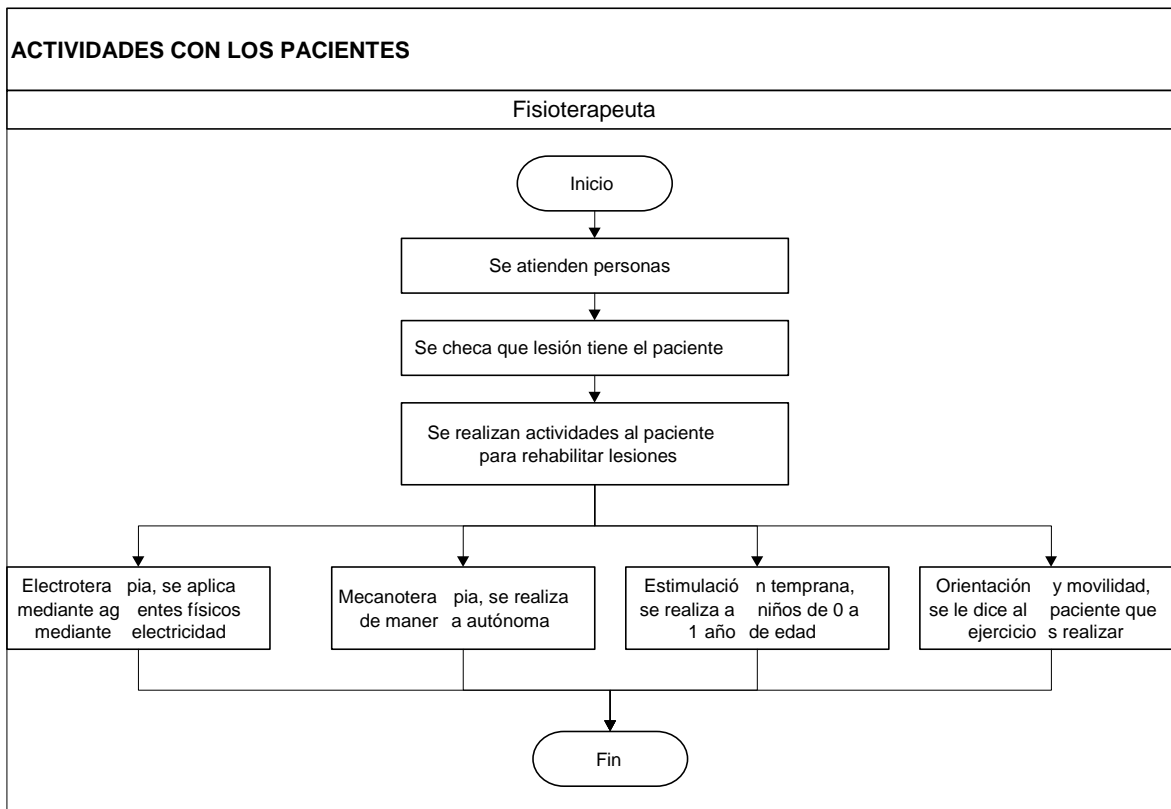 ACTIVIDADES CON LOS PACIENTES
Fisioterapeuta
Inicio
Se atienden personas
Se checa que lesión tiene el paciente
Se realizan actividades al paciente
para rehabilitar lesiones
Electrotera pia, se aplica
mediante ag entes físicos
mediante electricidad
Mecanotera pia, se realiza
de maner a autónoma
Estimulació n temprana,
se realiza a niños de 0 a
1 año de edad
Orientación y movilidad,
se le dice al paciente que
ejercicio s realizar
Fin